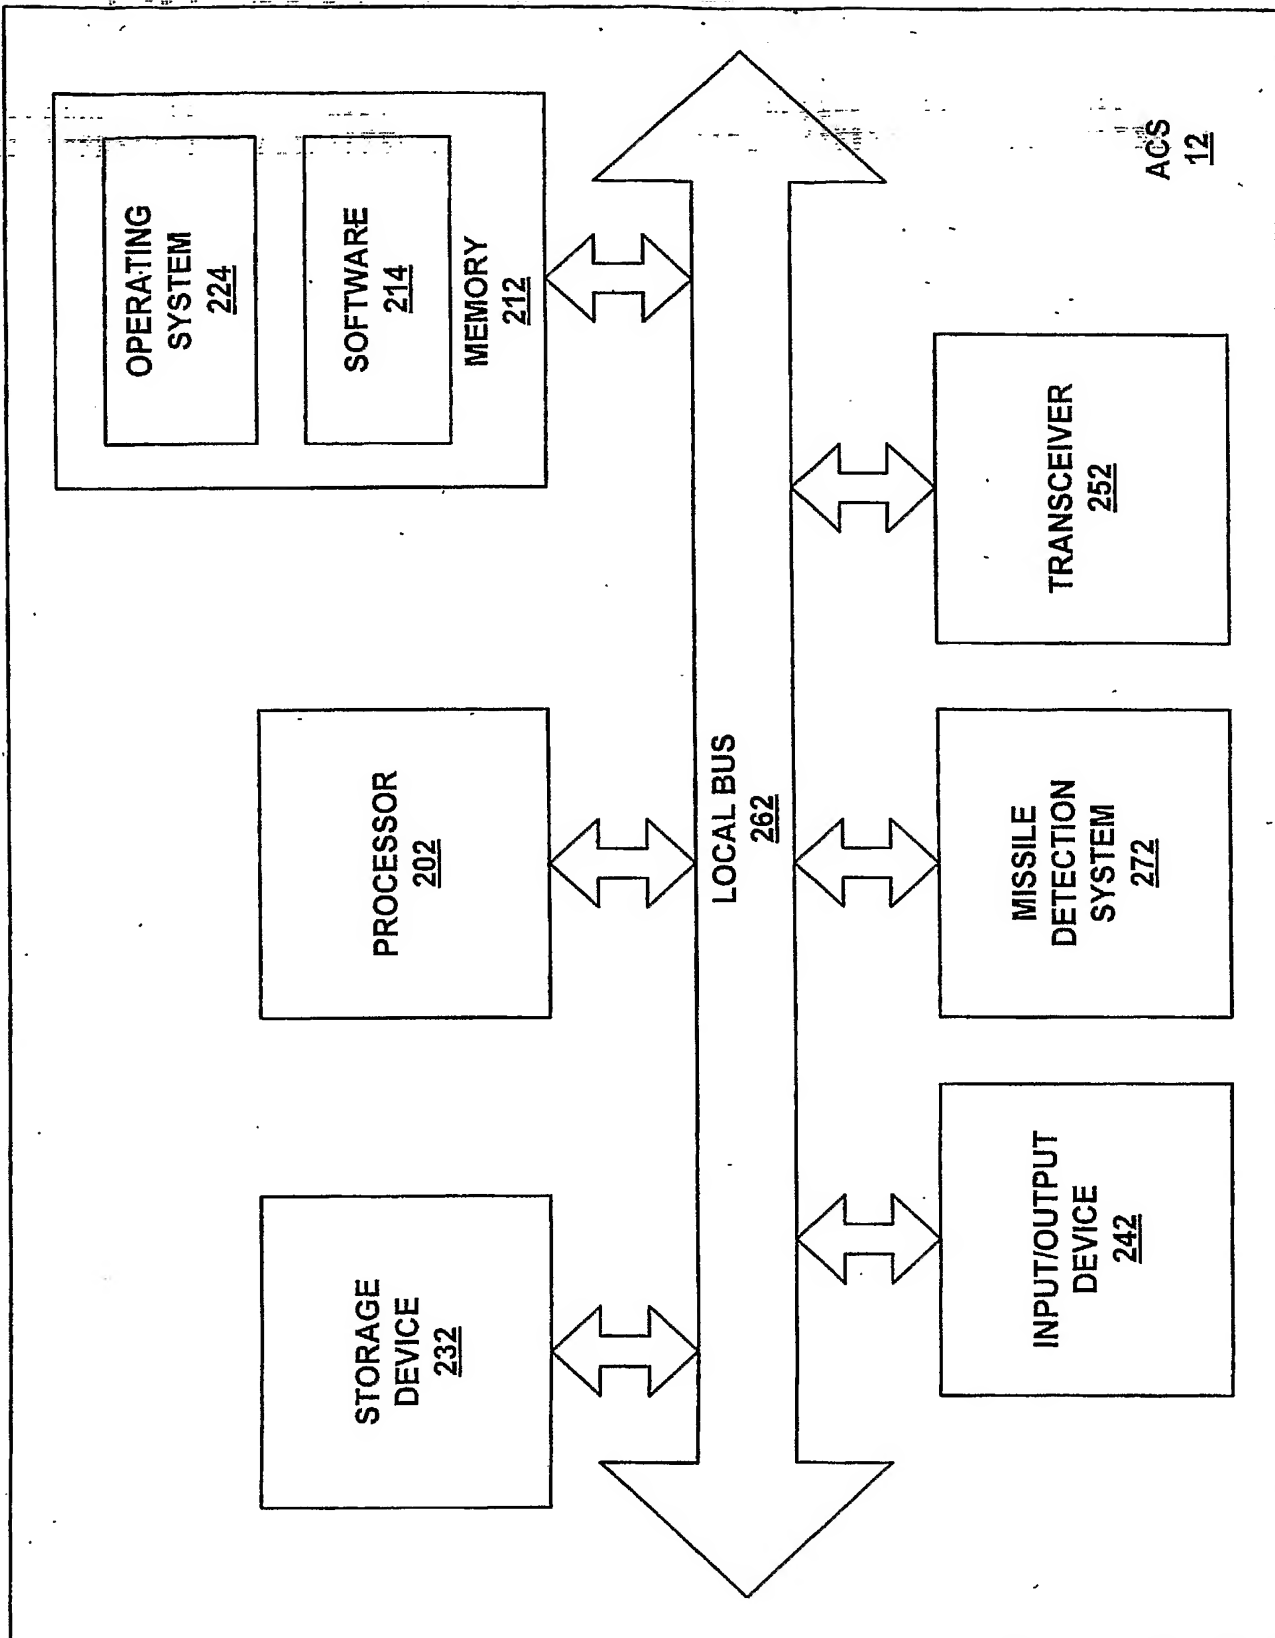 STORAGE
DEVICE
232
PROCESSOR
202
OPERATING
SYSTEM
224
SOFTWARE
214
MEMORY
212
LOCAL BUS
262
INPUT/OUTPUT
DEVICE
242
MISSILE
DETECTION
SYSTEM
272
TRANSCEIVER
252
ACS
12